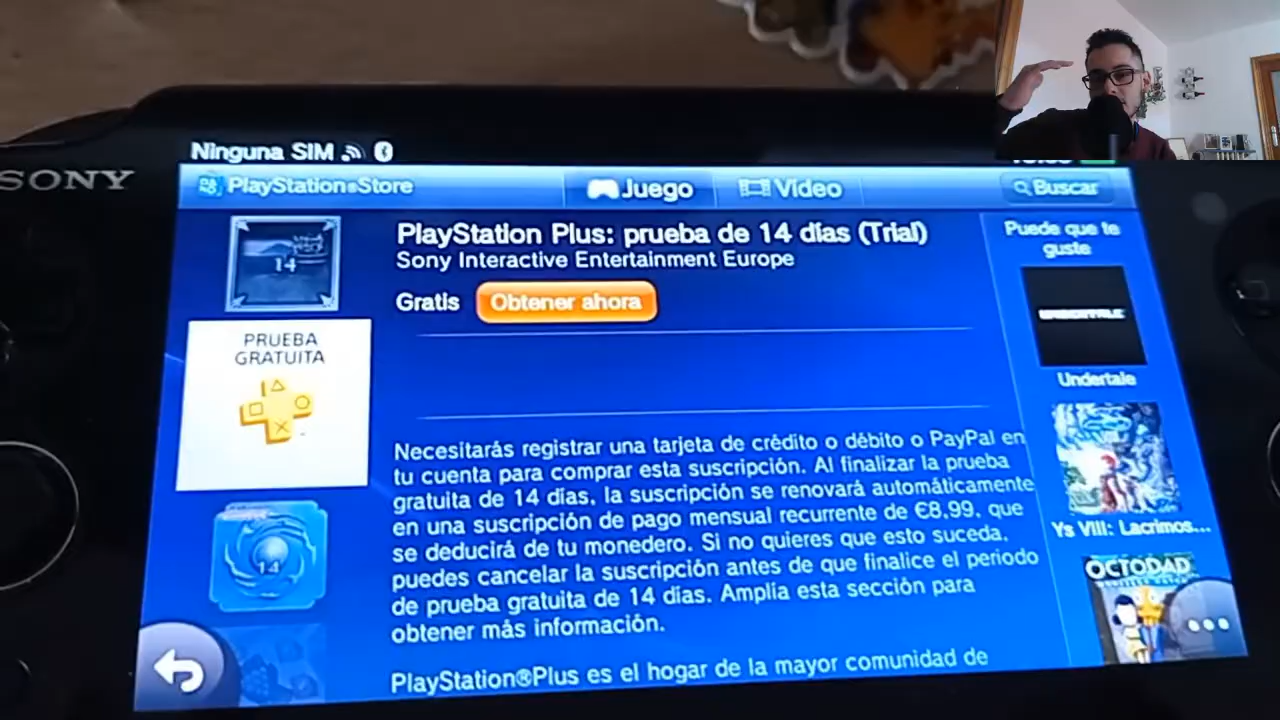 Ninguna SIM
SONY
PlayStation®Store
Juego
Vídeo
Buscar
14
PlayStation Plus: prueba de 14 días (Trial)
Sony Interactive Entertainment Europe
Gratis
Obtener ahora
PRUEBA
GRATUITA
Necesitarás registrar una tarjeta de crédito o débito o PayPal en
tu cuenta para comprar esta suscripción. Al finalizar la prueba
gratuita de 14 días, la suscripción se renovará automáticamente
en una suscripción de pago mensual recurrente de €8,99, que
se deducirá de tu monedero. Si no quieres que esto suceda,
puedes cancelar la suscripción antes de que finalice el periodo
de prueba gratuita de 14 días. Amplía esta sección para
obtener más información.
PlayStation®Plus es el hogar de la mayor comunidad de
14
Puede que te
guste
UNDERTALE
Undertale
Ys VIII: Lacrimos...
OCTODAD